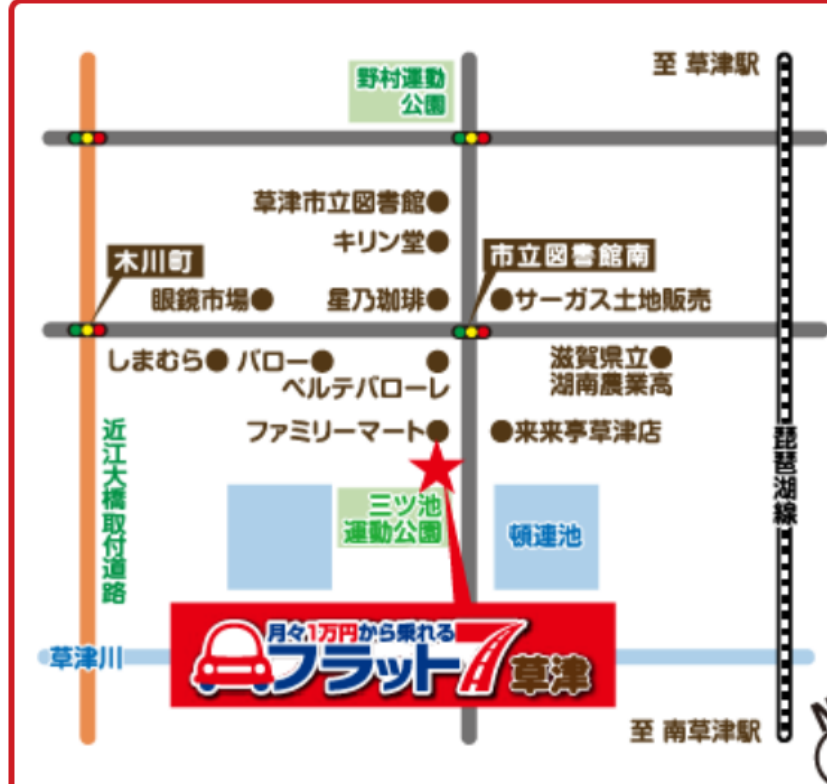 至 草津駅
野村運動
公園
草津市立図書館
キリン堂
木川町
市立図書館南
眼鏡市場
星乃珈琲
サーガス土地販売
しまむら
バロー
ベルテバローレ
滋賀県立
湖南農業高
ファミリーマート
来来亭草津店
近江大橋取付道路
琵琶湖線
三ツ池
運動公園
頓連池
草津川
月々1万円から乗れる
フラット7
草津
至 南草津駅